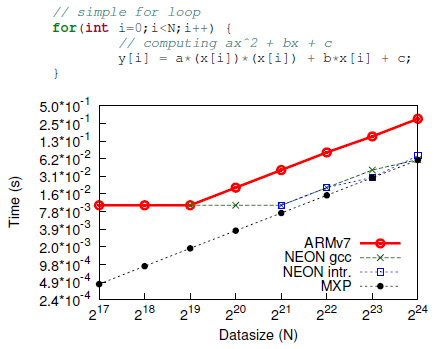 // simple for loop
for(int i=0;i<N;i++) {
// computing ax^2 + bx + c
y[i] = a*(x[i])*(x[i]) + b*x[i] + c;
}
5.0*10^-1
2.5*10^-1
1.3*10^-1
6.2*10^-2
3.1*10^-2
1.6*10^-2
7.8*10^-3
3.9*10^-3
2.0*10^-3
9.8*10^-4
4.9*10^-4
2.4*10^-4
Time (s)
ARMv7
NEON gcc
NEON intr.
MXP
2^17 2^18 2^19 2^20 2^21 2^22 2^23 2^24
Datasize (N)